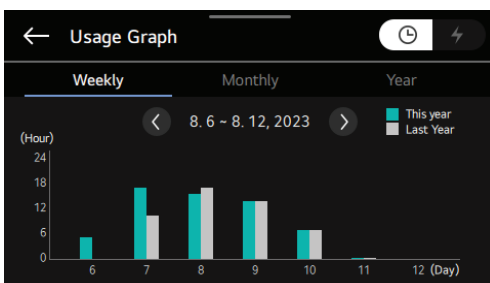 Usage Graph
Weekly Monthly Year
8. 6 ~ 8. 12, 2023
This year
Last Year
(Hour)
24
18
12
6
0
6 7 8 9 10 11 12 (Day)